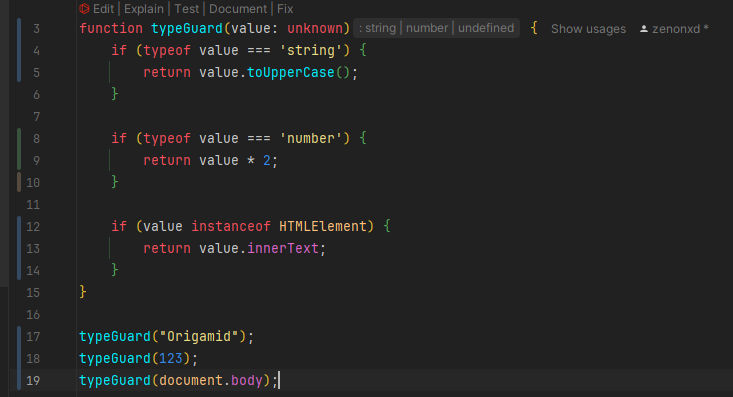 Edit | Explain | Test | Document | Fix
3 function typeGuard(value: unknown) : string | number | undefined { Show usages zenonxd *
4     if (typeof value === 'string') {
5         return value.toUpperCase();
6     }
7
8     if (typeof value === 'number') {
9         return value * 2;
10     }
11
12     if (value instanceof HTMLElement) {
13         return value.innerText;
14     }
15 }
16
17 typeGuard("Origamid");
18 typeGuard(123);
19 typeGuard(document.body);